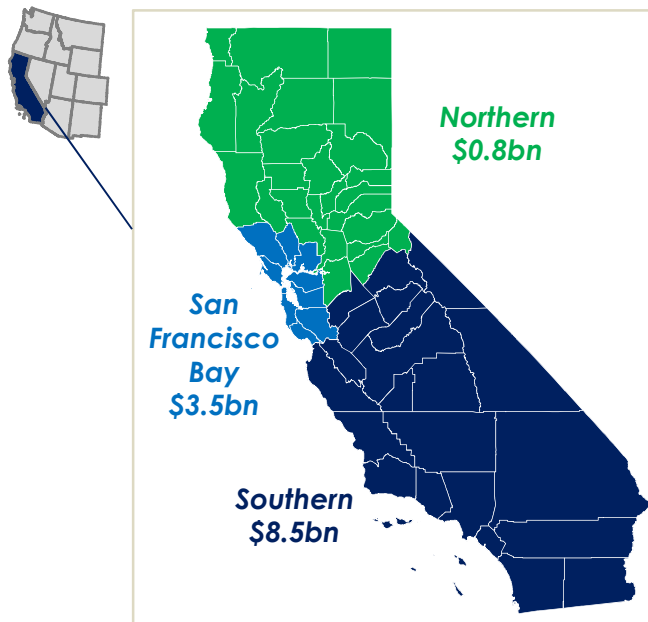 Northern
$0.8bn
San
Francisco
Bay
$3.5bn
Southern
$8.5bn